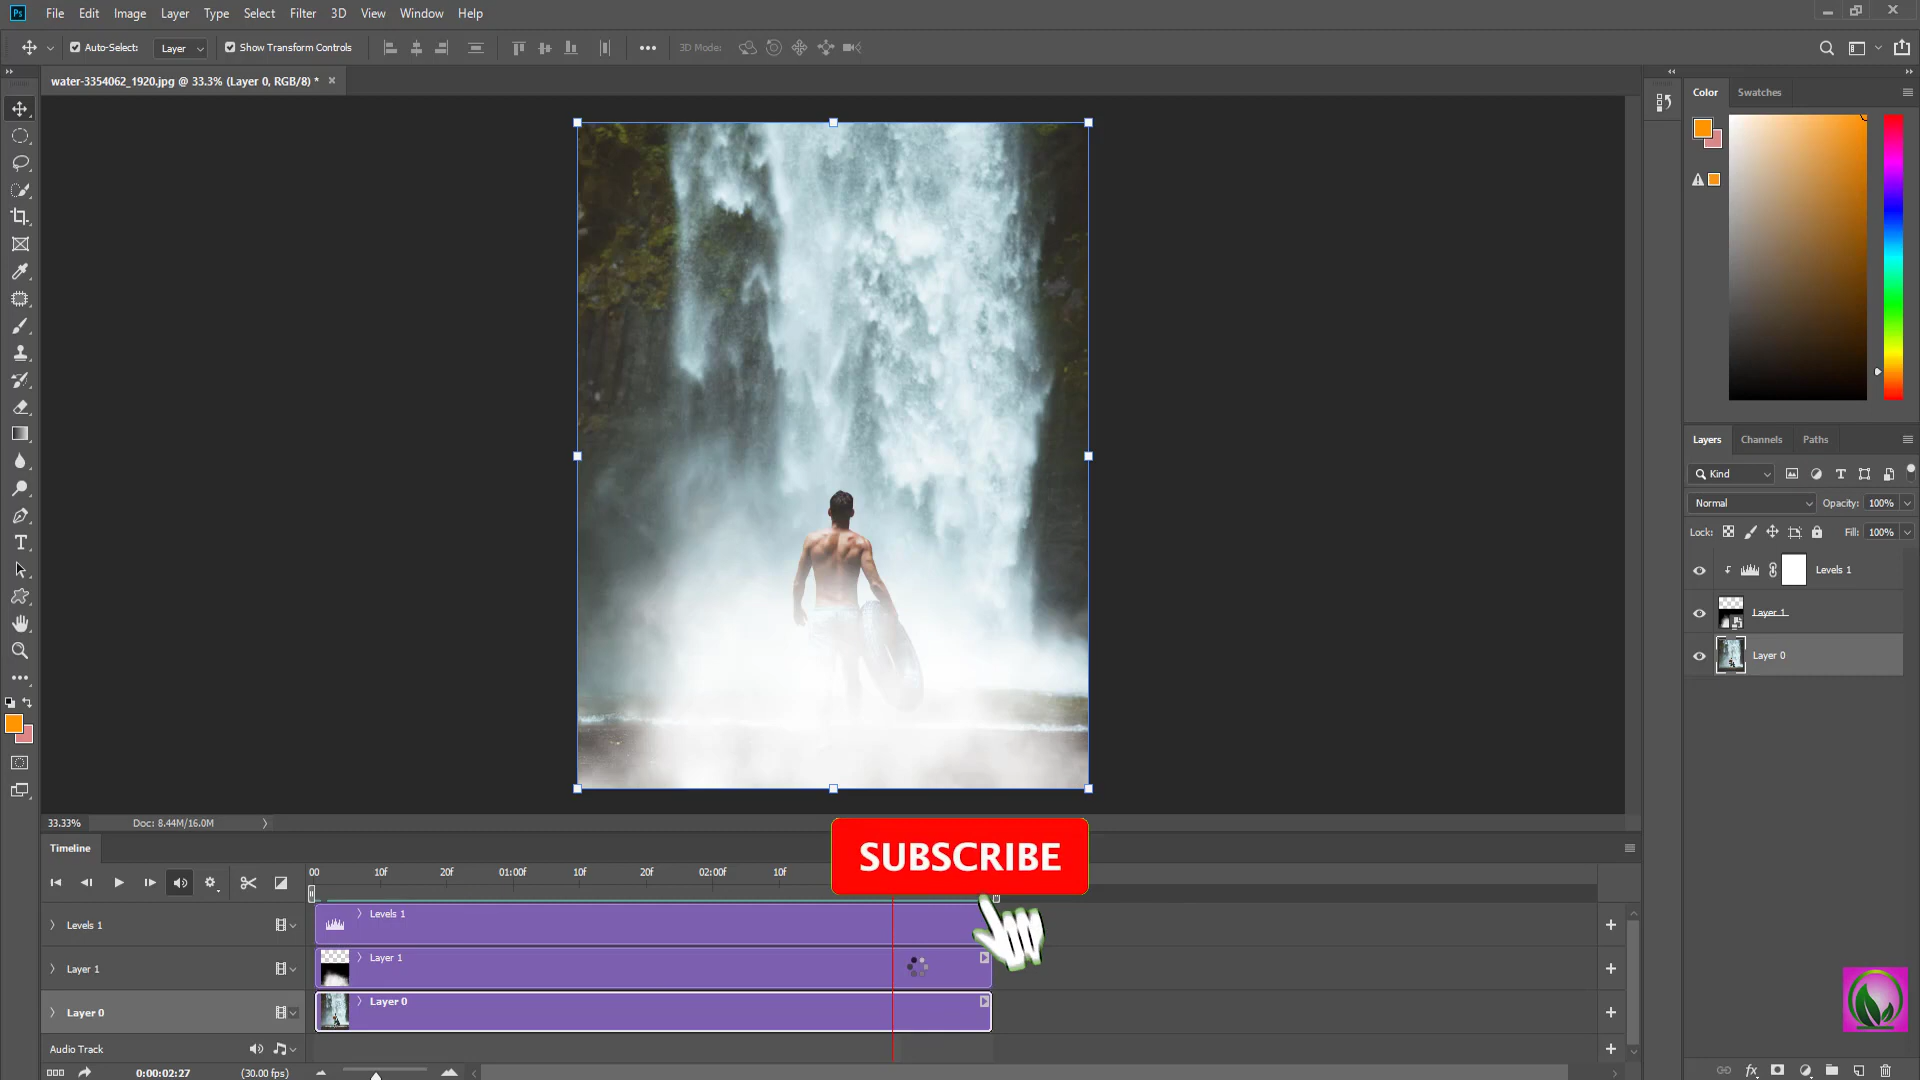 Ps File Edit Image Layer Type Select Filter 3D View Window Help
Auto-Select: Layer Show Transform Controls 3D Mode:
water-3354062_1920.jpg @ 33.3% (Layer 0, RGB/8) *
Color Swatches
Layers Channels Paths
Kind
Normal Opacity: 100%
Lock: Fill: 100%
Levels 1
Layer 1
Layer 0
33.33% Doc: 8.44M/16.0M
Timeline
SUBSCRIBE
00 10f 20f 01:00f 10f 20f 02:00f 10f
Levels 1 Levels 1
Layer 1 Layer 1
Layer 0 Layer 0
Audio Track
0:00:02:27 (30.00 fps)